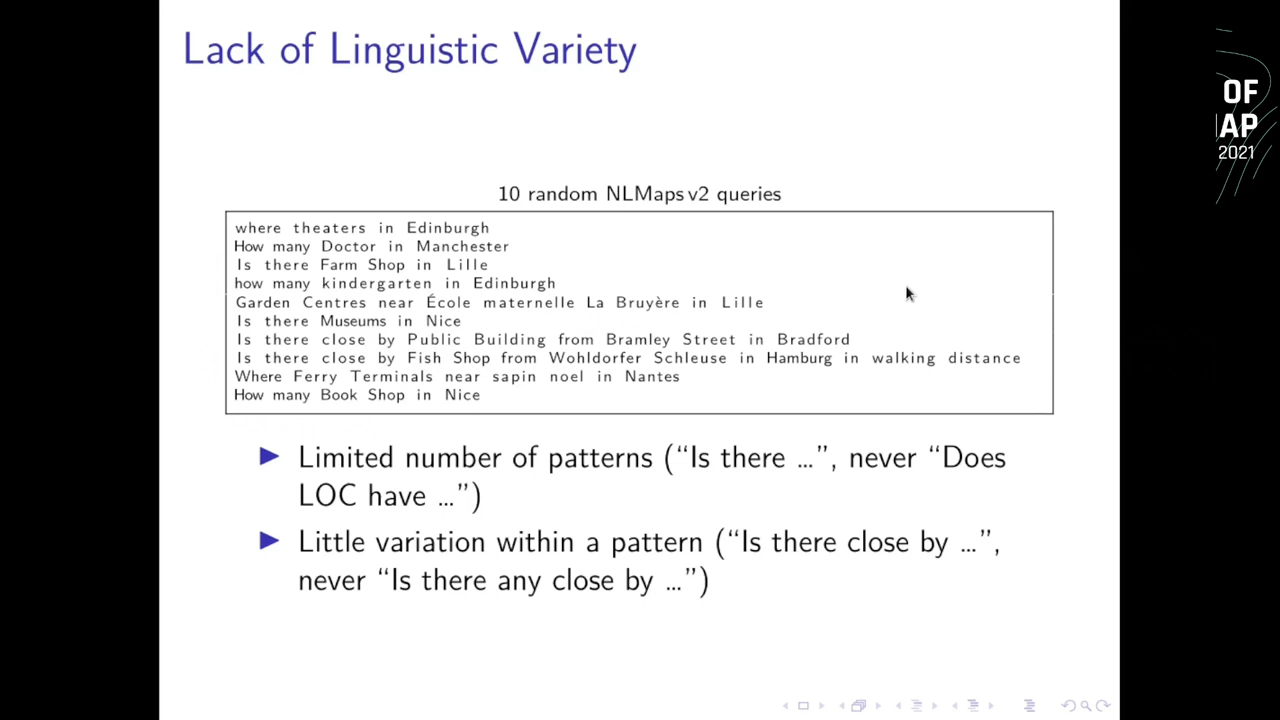 Lack of Linguistic Variety
OF
AP
2021
10 random NLMaps v2 queries
where theaters in Edinburgh
How many Doctor in Manchester
Is there Farm Shop in Lille
how many kindergarten in Edinburgh
Garden Centres near École maternelle La Bruyère in Lille
Is there Museums in Nice
Is there close by Public Building from Bramley Street in Bradford
Is there close by Fish Shop from Wohldorfer Schleuse in Hamburg in walking distance
Where Ferry Terminals near sapin noel in Nantes
How many Book Shop in Nice
Limited number of patterns (“Is there ...”, never “Does
LOC have ...”)
Little variation within a pattern (“Is there close by ...”,
never “Is there any close by ...”)